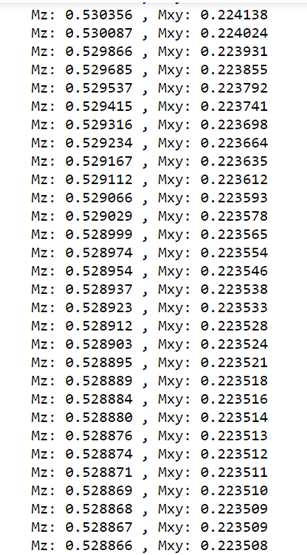 Mz: 0.530356 , Mxy: 0.224138
Mz: 0.530087 , Mxy: 0.224024
Mz: 0.529866 , Mxy: 0.223931
Mz: 0.529685 , Mxy: 0.223855
Mz: 0.529537 , Mxy: 0.223792
Mz: 0.529415 , Mxy: 0.223741
Mz: 0.529316 , Mxy: 0.223698
Mz: 0.529234 , Mxy: 0.223664
Mz: 0.529167 , Mxy: 0.223635
Mz: 0.529112 , Mxy: 0.223612
Mz: 0.529066 , Mxy: 0.223593
Mz: 0.529029 , Mxy: 0.223578
Mz: 0.528999 , Mxy: 0.223565
Mz: 0.528974 , Mxy: 0.223554
Mz: 0.528954 , Mxy: 0.223546
Mz: 0.528937 , Mxy: 0.223538
Mz: 0.528923 , Mxy: 0.223533
Mz: 0.528912 , Mxy: 0.223528
Mz: 0.528903 , Mxy: 0.223524
Mz: 0.528895 , Mxy: 0.223521
Mz: 0.528889 , Mxy: 0.223518
Mz: 0.528884 , Mxy: 0.223516
Mz: 0.528880 , Mxy: 0.223514
Mz: 0.528876 , Mxy: 0.223513
Mz: 0.528874 , Mxy: 0.223512
Mz: 0.528871 , Mxy: 0.223511
Mz: 0.528869 , Mxy: 0.223510
Mz: 0.528868 , Mxy: 0.223509
Mz: 0.528867 , Mxy: 0.223509
Mz: 0.528866 , Mxy: 0.223508